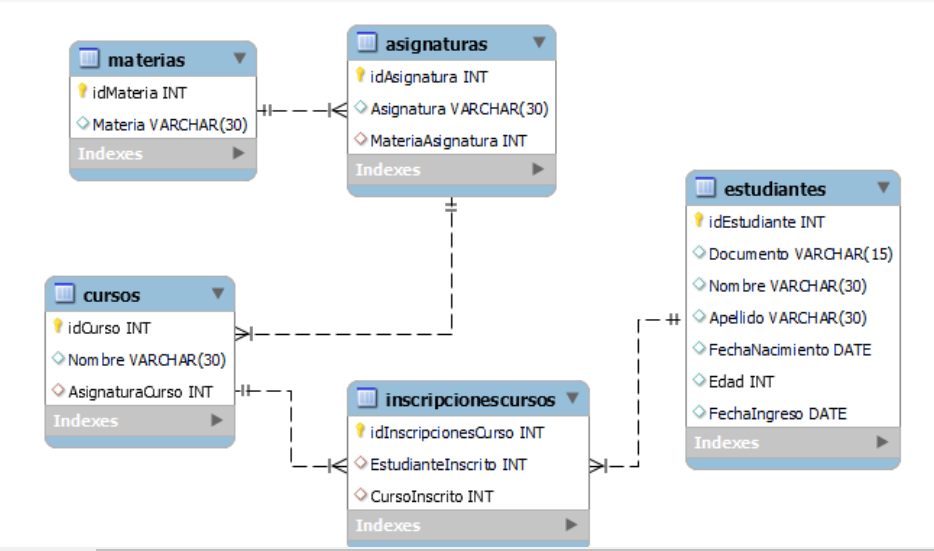 materias
idMateria INT
Materia VARCHAR(30)
Indexes
asignaturas
idAsignatura INT
Asignatura VARCHAR(30)
MateriaAsignatura INT
Indexes
estudiantes
idEstudiante INT
Documento VARCHAR(15)
Nombre VARCHAR(30)
Apellido VARCHAR(30)
FechaNacimiento DATE
Edad INT
FechaIngreso DATE
Indexes
cursos
idCurso INT
Nombre VARCHAR(30)
AsignaturaCurso INT
Indexes
inscripcionescursos
idInscripcionesCurso INT
EstudianteInscrito INT
CursoInscrito INT
Indexes